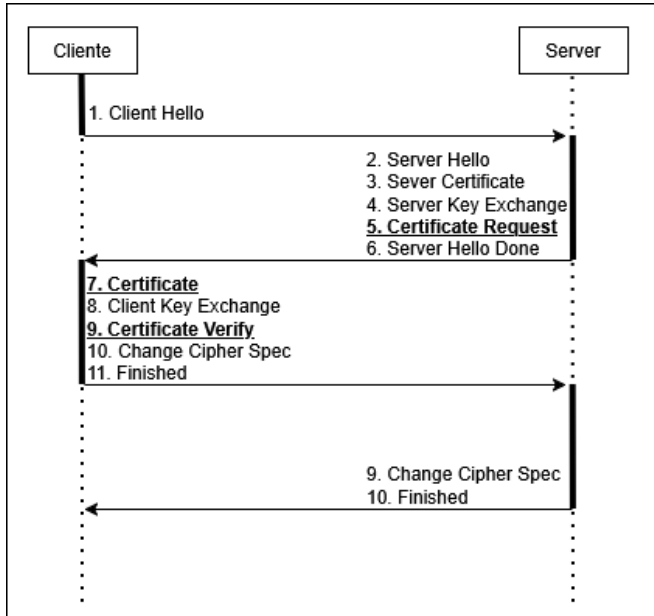 Cliente
Server
1. Client Hello
2. Server Hello
3. Sever Certificate
4. Server Key Exchange
5. Certificate Request
6. Server Hello Done
7. Certificate
8. Client Key Exchange
9. Certificate Verify
10. Change Cipher Spec
11. Finished
9. Change Cipher Spec
10. Finished